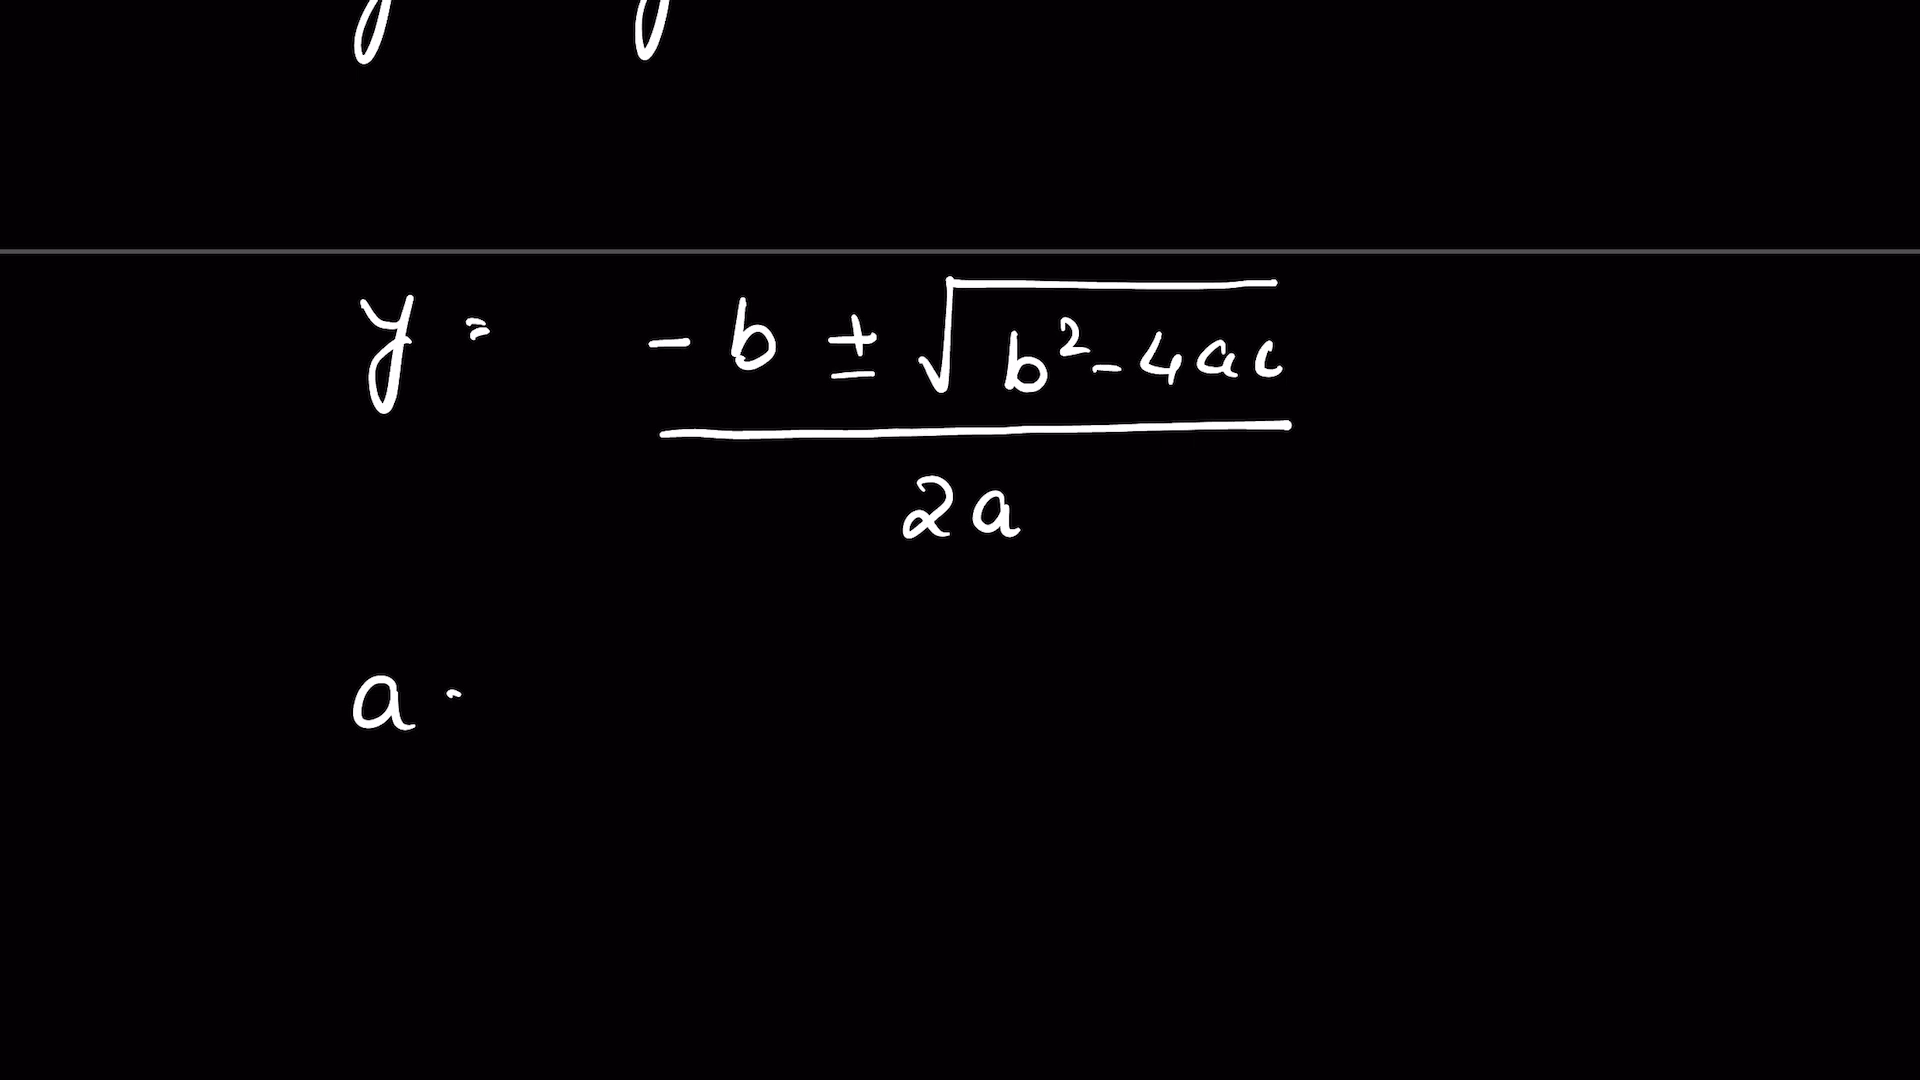 y = -b ± √(b² - 4ac) / 2a
a -